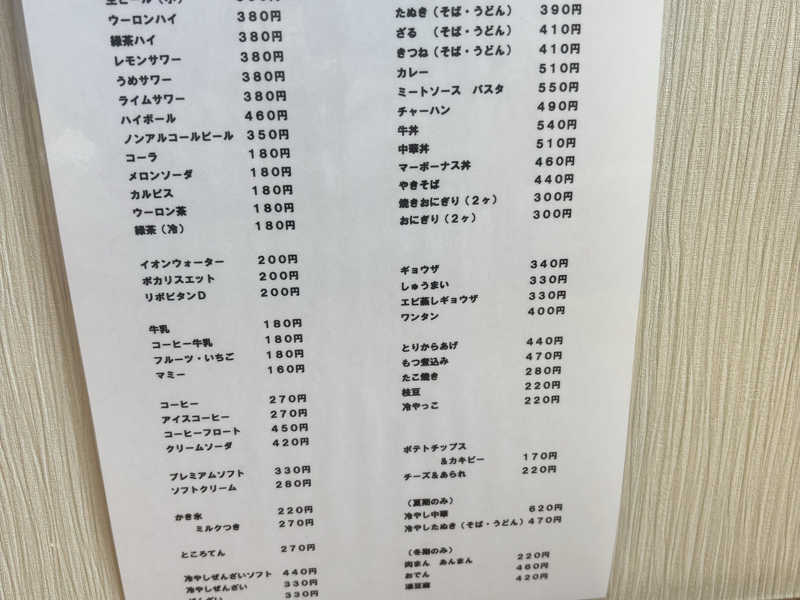 生ビール（小）
ウーロンハイ 380円
緑茶ハイ 380円
レモンサワー 380円
うめサワー 380円
ライムサワー 380円
ハイボール 460円
ノンアルコールビール 350円
コーラ 180円
メロンソーダ 180円
カルピス 180円
ウーロン茶 180円
緑茶（冷） 180円
イオンウォーター 200円
ポカリスエット 200円
リポビタンD 200円
牛乳 180円
コーヒー牛乳 180円
フルーツ・いちご 180円
マミー 160円
コーヒー 270円
アイスコーヒー 270円
コーヒーフロート 450円
クリームソーダ 420円
プレミアムソフト 330円
ソフトクリーム 280円
かき氷 220円
ミルクつき 270円
ところてん 270円
冷やしぜんざいソフト 440円
冷やしぜんざい 330円
ぜんざい 330円
たぬき（そば・うどん） 390円
ざる （そば・うどん） 410円
きつね（そば・うどん） 410円
カレー 510円
ミートソース パスタ 550円
チャーハン 490円
牛丼 540円
中華丼 510円
マーボーナス丼 460円
やきそば 440円
焼きおにぎり（2ヶ） 300円
おにぎり（2ヶ） 300円
ギョウザ 340円
しゅうまい 330円
エビ蒸しギョウザ 330円
ワンタン 400円
とりからあげ 440円
もつ煮込み 470円
たこ焼き 280円
枝豆 220円
冷やっこ 220円
ポテトチップス
＆カキピー 170円
チーズ＆あられ 220円
（夏期のみ）
冷やし中華 620円
冷やしたぬき（そば・うどん） 470円
（冬期のみ）
肉まん あんまん 220円
おでん 460円
湯豆腐 420円